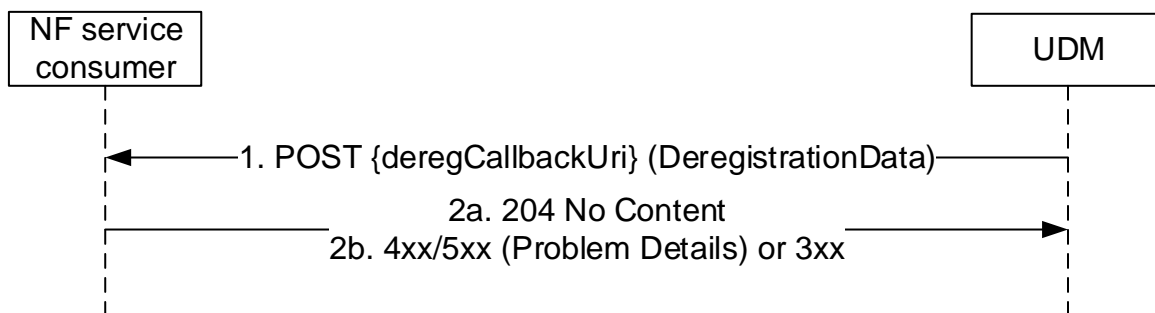 NF service
consumer
UDM
1. POST {deregCallbackUri} (DeregistrationData)
2a. 204 No Content
2b. 4xx/5xx (Problem Details) or 3xx